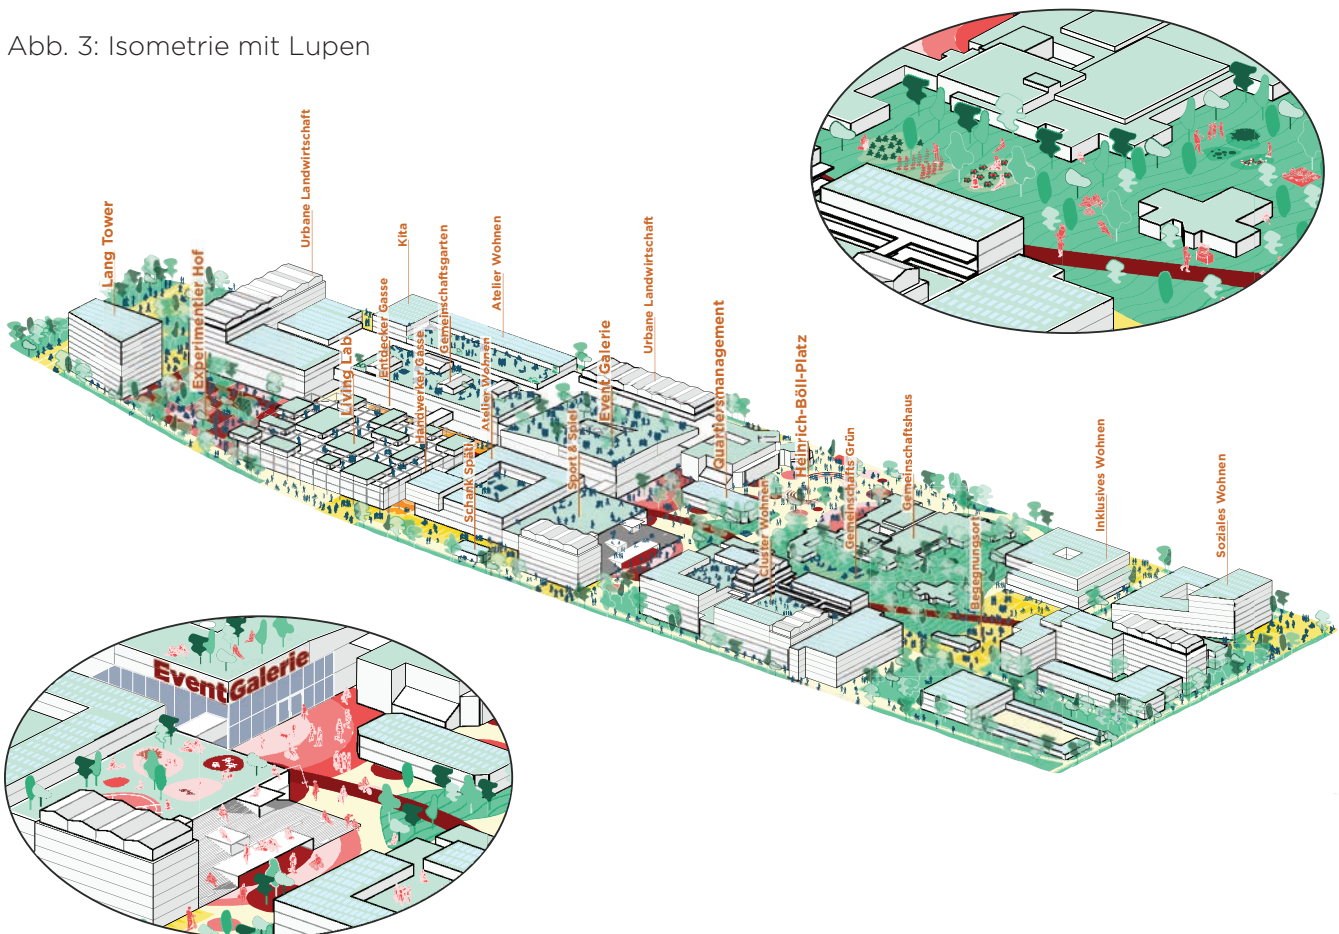 Abb. 3: Isometrie mit Lupen
Lang Tower
Experimentier Hof
Urbane Landwirtschaft
Living Lab
Entdecker Gasse
Kita
Handwerker Gasse
Gemeinschaftsgarten
Schank Späti
Atelier Wohnen
Atelier Wohnen
Sport & Spiel
Event Galerie
Urbane Landwirtschaft
Quartiersmanagement
Cluster Wohnen
Heinrich-Böll-Platz
Gemeinschafts Grün
Gemeinschaftshaus
Begegnungsort
Inklusives Wohnen
Soziales Wohnen
EventGalerie